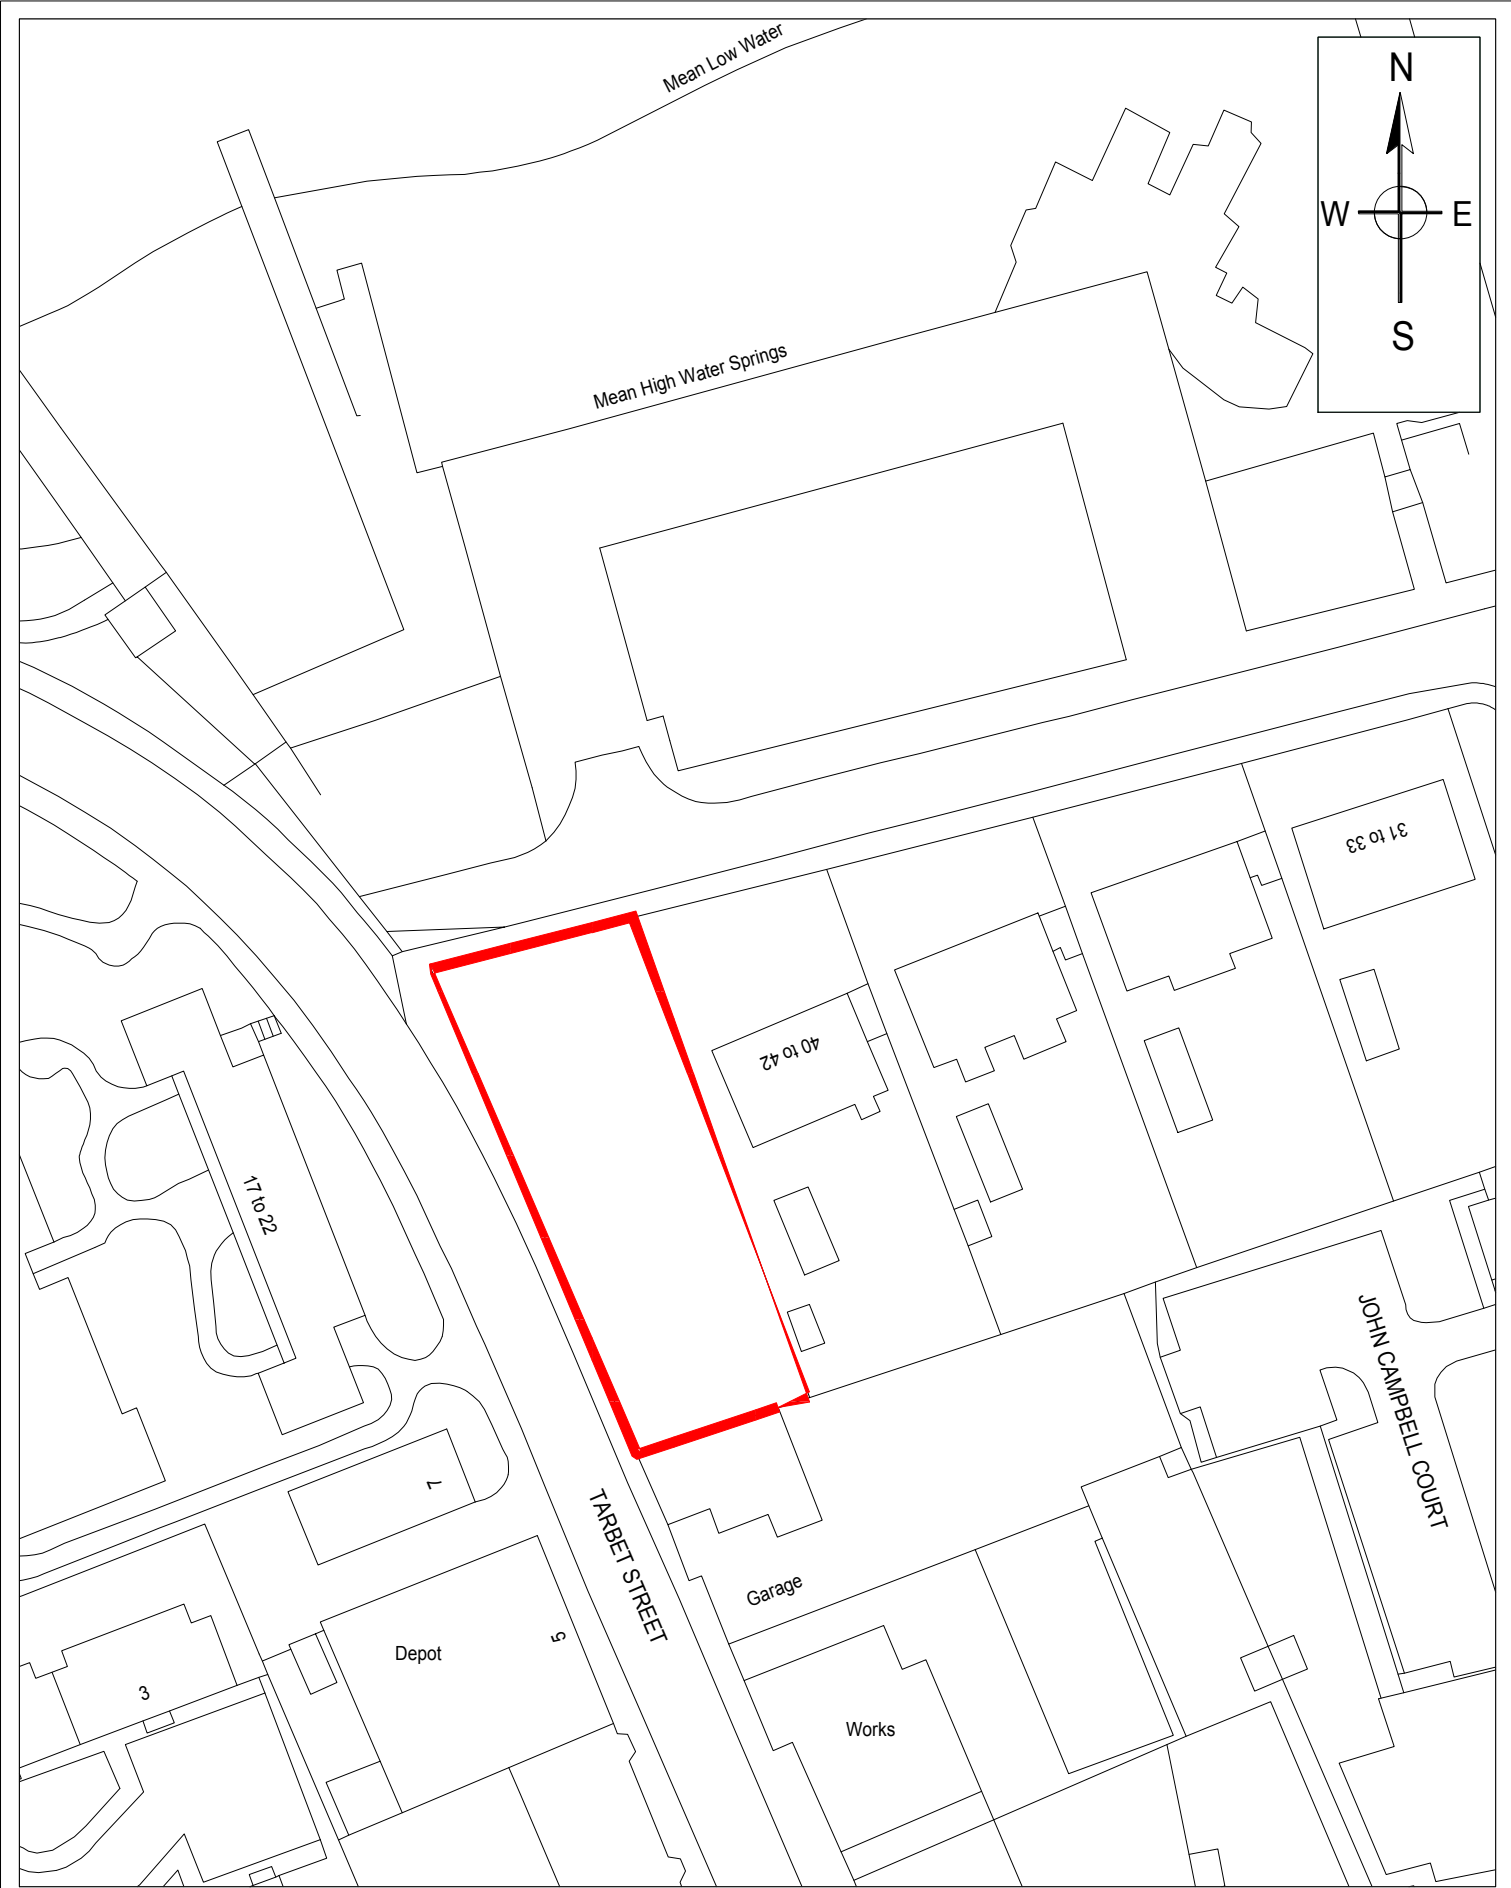 Mean Low Water
N
W
E
S
Mean High Water Springs
31 to 33
40 to 42
17 to 22
JOHN CAMPBELL COURT
7
TARBET STREET
Garage
5
Depot
3
Works